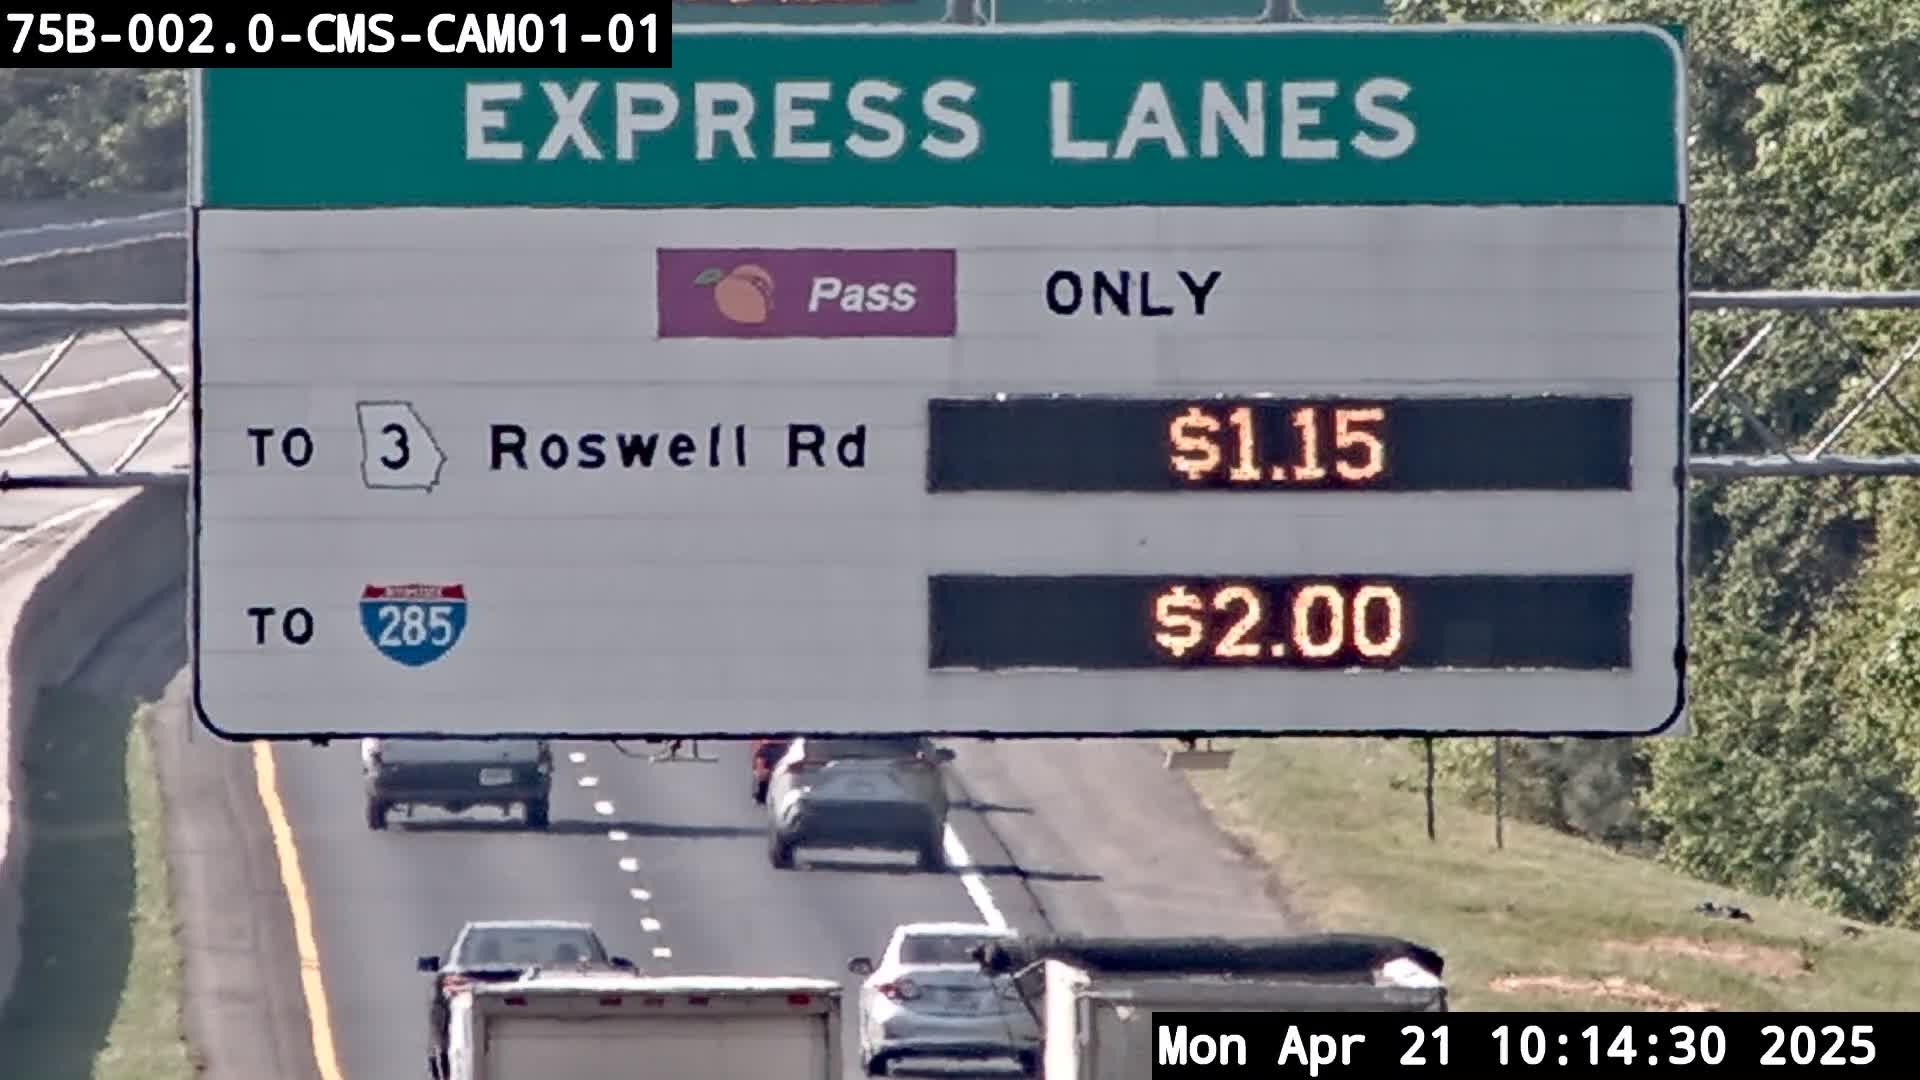 75B-002.0-CMS-CAM01-01
EXPRESS LANES
Pass ONLY
TO 3 Roswell Rd $1.15
TO INTERSTATE 285 $2.00
Mon Apr 21 10:14:30 2025